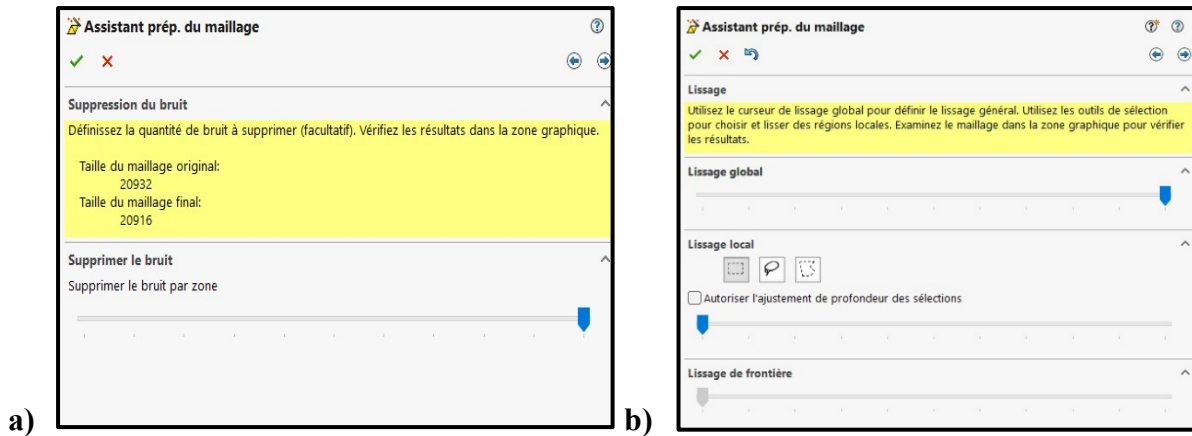 Assistant prép. du maillage
Suppression du bruit
Définissez la quantité de bruit à supprimer (facultatif). Vérifiez les résultats dans la zone graphique.
Taille du maillage original:
20932
Taille du maillage final:
20916
Supprimer le bruit
Supprimer le bruit par zone
a)
Assistant prép. du maillage
Lissage
Utilisez le curseur de lissage global pour définir le lissage général. Utilisez les outils de sélection
pour choisir et lisser des régions locales. Examinez le maillage dans la zone graphique pour vérifier
les résultats.
Lissage global
Lissage local
Autoriser l'ajustement de profondeur des sélections
Lissage de frontière
b)